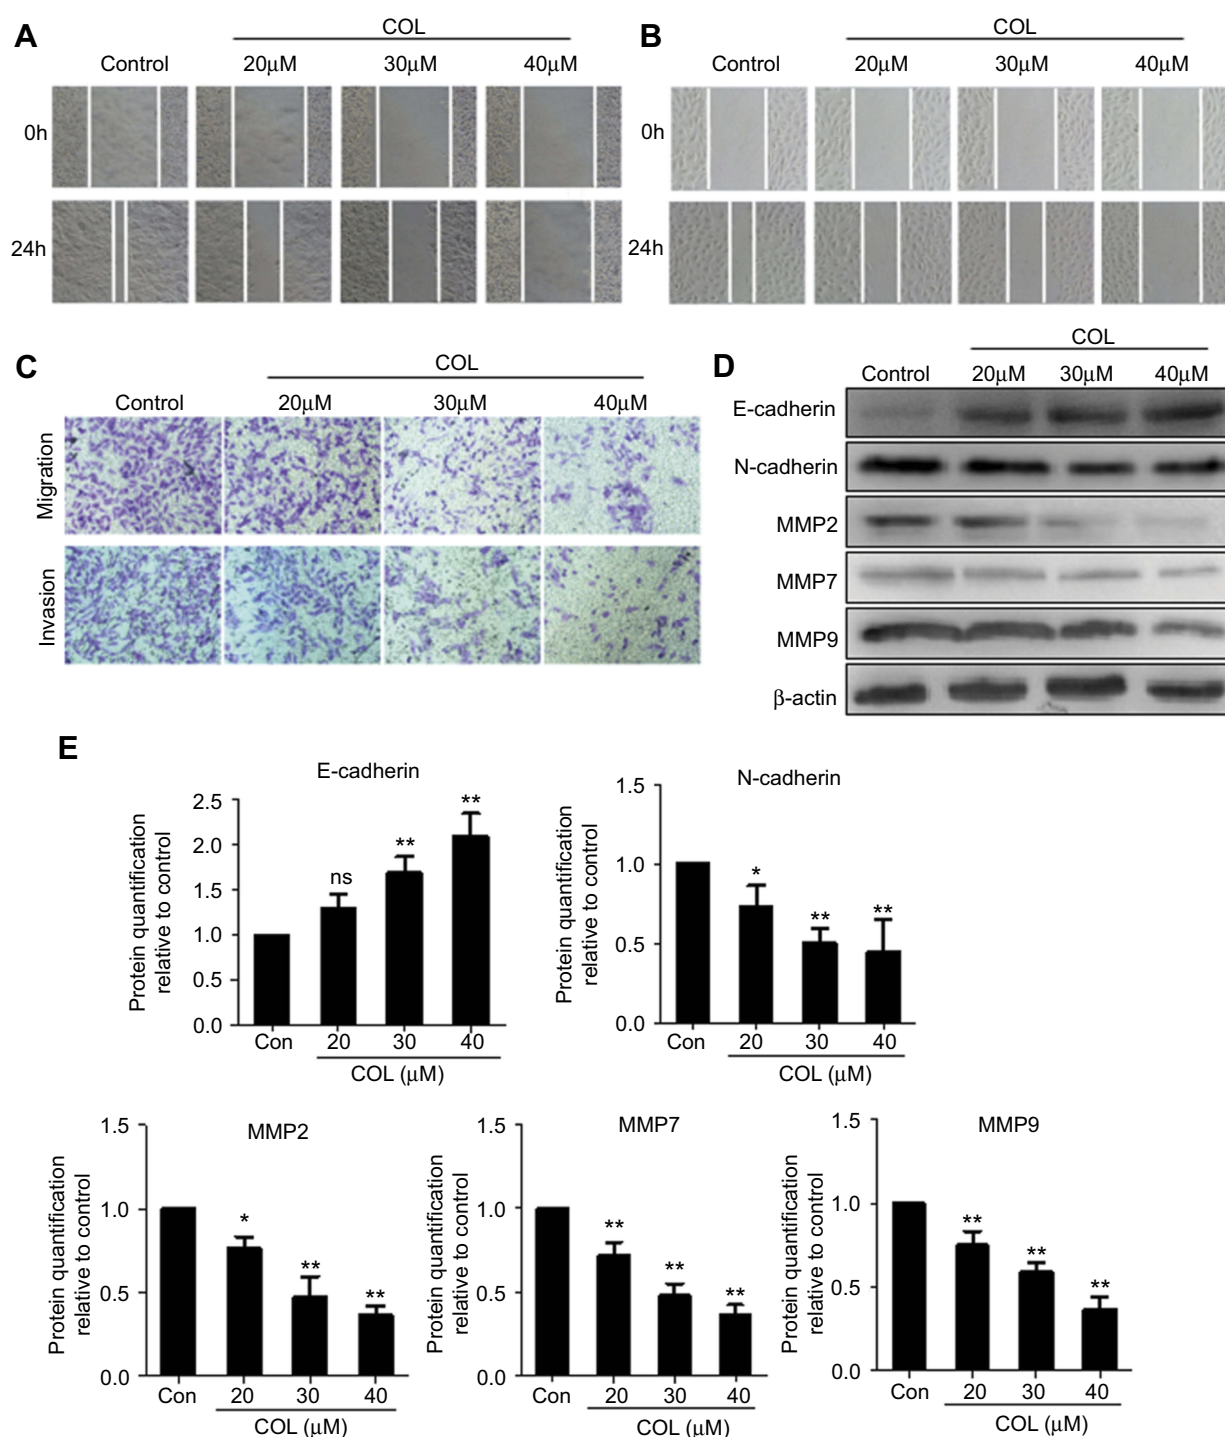 A
COL
Control 20μM 30μM 40μM
0h
24h
B
COL
Control 20μM 30μM 40μM
0h
24h
C
COL
Control 20μM 30μM 40μM
Migration
Invasion
D
COL
Control 20μM 30μM 40μM
E-cadherin
N-cadherin
MMP2
MMP7
MMP9
β-actin
E
E-cadherin
Protein quantification
relative to control
2.5
2.0
1.5
1.0
0.5
0.0
ns
**
**
Con 20 30 40
COL (μM)
N-cadherin
Protein quantification
relative to control
1.5
1.0
0.5
0.0
*
**
**
Con 20 30 40
COL (μM)
MMP2
Protein quantification
relative to control
1.5
1.0
0.5
0.0
*
**
**
Con 20 30 40
COL (μM)
MMP7
Protein quantification
relative to control
1.5
1.0
0.5
0.0
**
**
**
Con 20 30 40
COL (μM)
MMP9
Protein quantification
relative to control
1.5
1.0
0.5
0.0
**
**
**
Con 20 30 40
COL (μM)